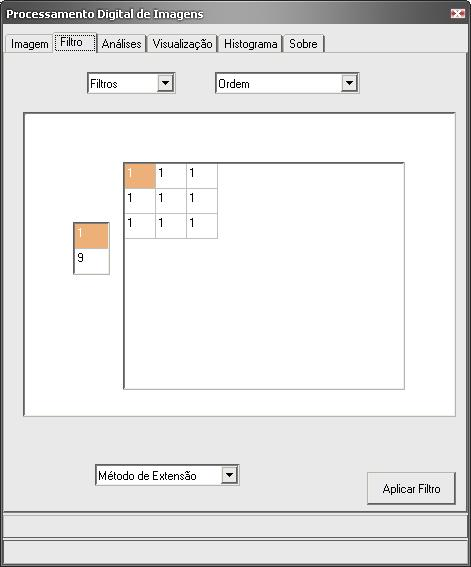 Processamento Digital de Imagens
Imagem Filtro Análises Visualização Histograma Sobre
Filtros Ordem
1 1 1
1 1 1
1 1 1
1
9
Método de Extensão
Aplicar Filtro